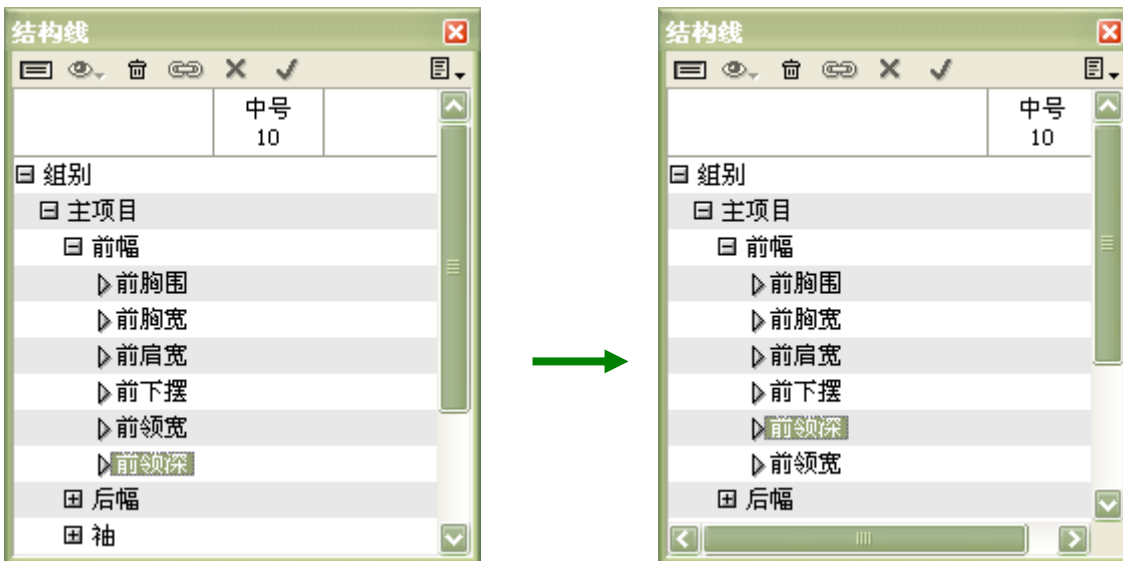 结构线
中号
10
组别
主项目
前幅
前胸围
前胸宽
前肩宽
前下摆
前领宽
前领深
后幅
袖
结构线
中号
10
组别
主项目
前幅
前胸围
前胸宽
前肩宽
前下摆
前领深
前领宽
后幅